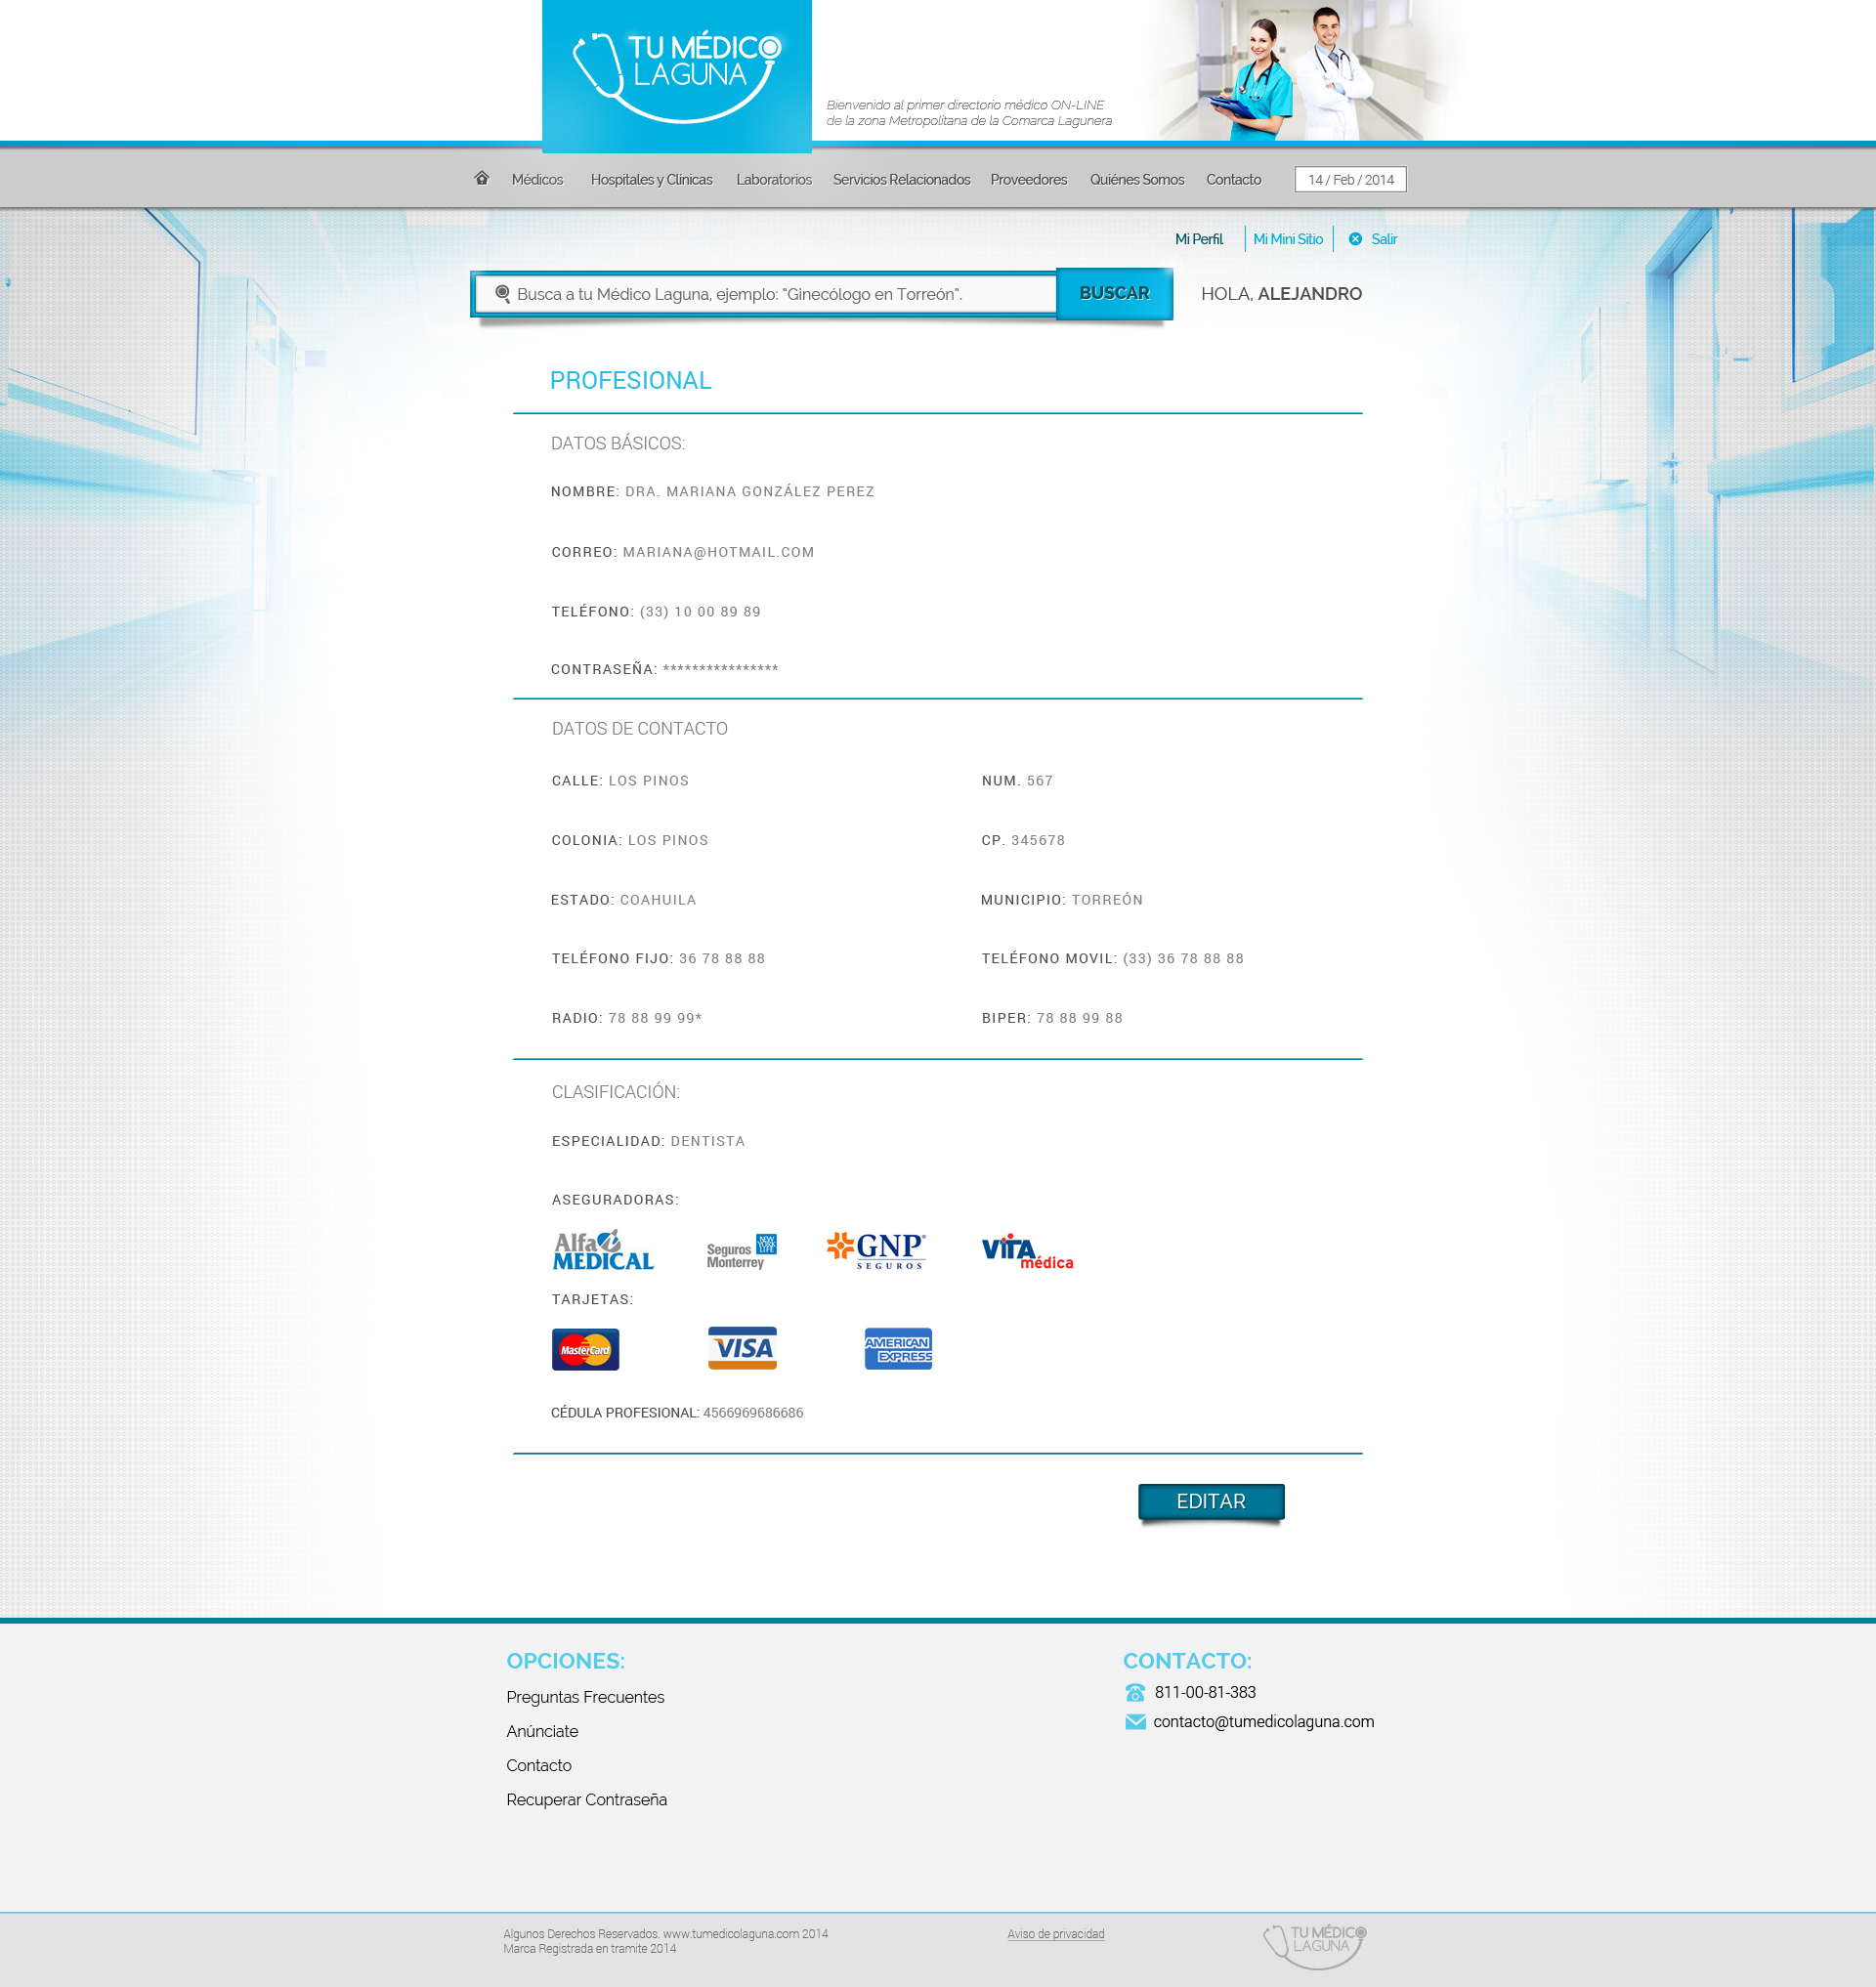 TU MÉDICO
LAGUNA
Bienvenido al primer directorio médico ON-LINE
de la zona Metropolitana de la Comarca Lagunera
Médicos Hospitales y Clínicas Laboratorios Servicios Relacionados Proveedores Quiénes Somos Contacto 14 / Feb / 2014
Mi Perfil Mi Mini Sitio Salir
Busca a tu Médico Laguna, ejemplo: “Ginecólogo en Torreón”. BUSCAR HOLA, ALEJANDRO
PROFESIONAL
DATOS BÁSICOS:
NOMBRE: DRA. MARIANA GONZÁLEZ PEREZ
CORREO: MARIANA@HOTMAIL.COM
TELÉFONO: (33) 10 00 89 89
CONTRASEÑA: ****************
DATOS DE CONTACTO
CALLE: LOS PINOS NUM. 567
COLONIA: LOS PINOS CP. 345678
ESTADO: COAHUILA MUNICIPIO: TORREÓN
TELÉFONO FIJO: 36 78 88 88 TELÉFONO MOVIL: (33) 36 78 88 88
RADIO: 78 88 99 99* BIPER: 78 88 99 88
CLASIFICACIÓN:
ESPECIALIDAD: DENTISTA
ASEGURADORAS:
Alfa
MEDICAL
Seguros
Monterrey
NEW
YORK
LIFE
GNP
SEGUROS
VITA
médica
TARJETAS:
MasterCard VISA AMERICAN
EXPRESS
CÉDULA PROFESIONAL: 4566969686686
EDITAR
OPCIONES:
Preguntas Frecuentes
Anúnciate
Contacto
Recuperar Contraseña
CONTACTO:
811-00-81-383
contacto@tumedicolaguna.com
Algunos Derechos Reservados. www.tumedicolaguna.com 2014
Marca Registrada en tramite 2014
Aviso de privacidad
TU MÉDICO
LAGUNA